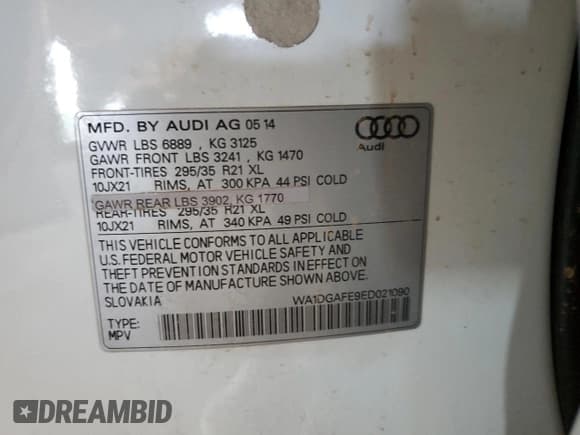 MFD. BY AUDI AG 05 14
GVWR LBS 6889 , KG 3125
GAWR FRONT LBS 3241 , KG 1470
FRONT-TIRES 295/35 R21 XL
10JX21 RIMS, AT 300 KPA 44 PSI COLD
GAWR REAR LBS 3902, KG 1770
REAR-TIRES 295/35 R21 XL
10JX21 RIMS, AT 340 KPA 49 PSI COLD
THIS VEHICLE CONFORMS TO ALL APPLICABLE
U.S. FEDERAL MOTOR VEHICLE SAFETY AND
THEFT PREVENTION STANDARDS IN EFFECT ON
THE DATE OF MANUFACTURE SHOWN ABOVE.
SLOVAKIA
WA1DGAFE9ED021090
TYPE:
MPV
Audi
DREAMBID